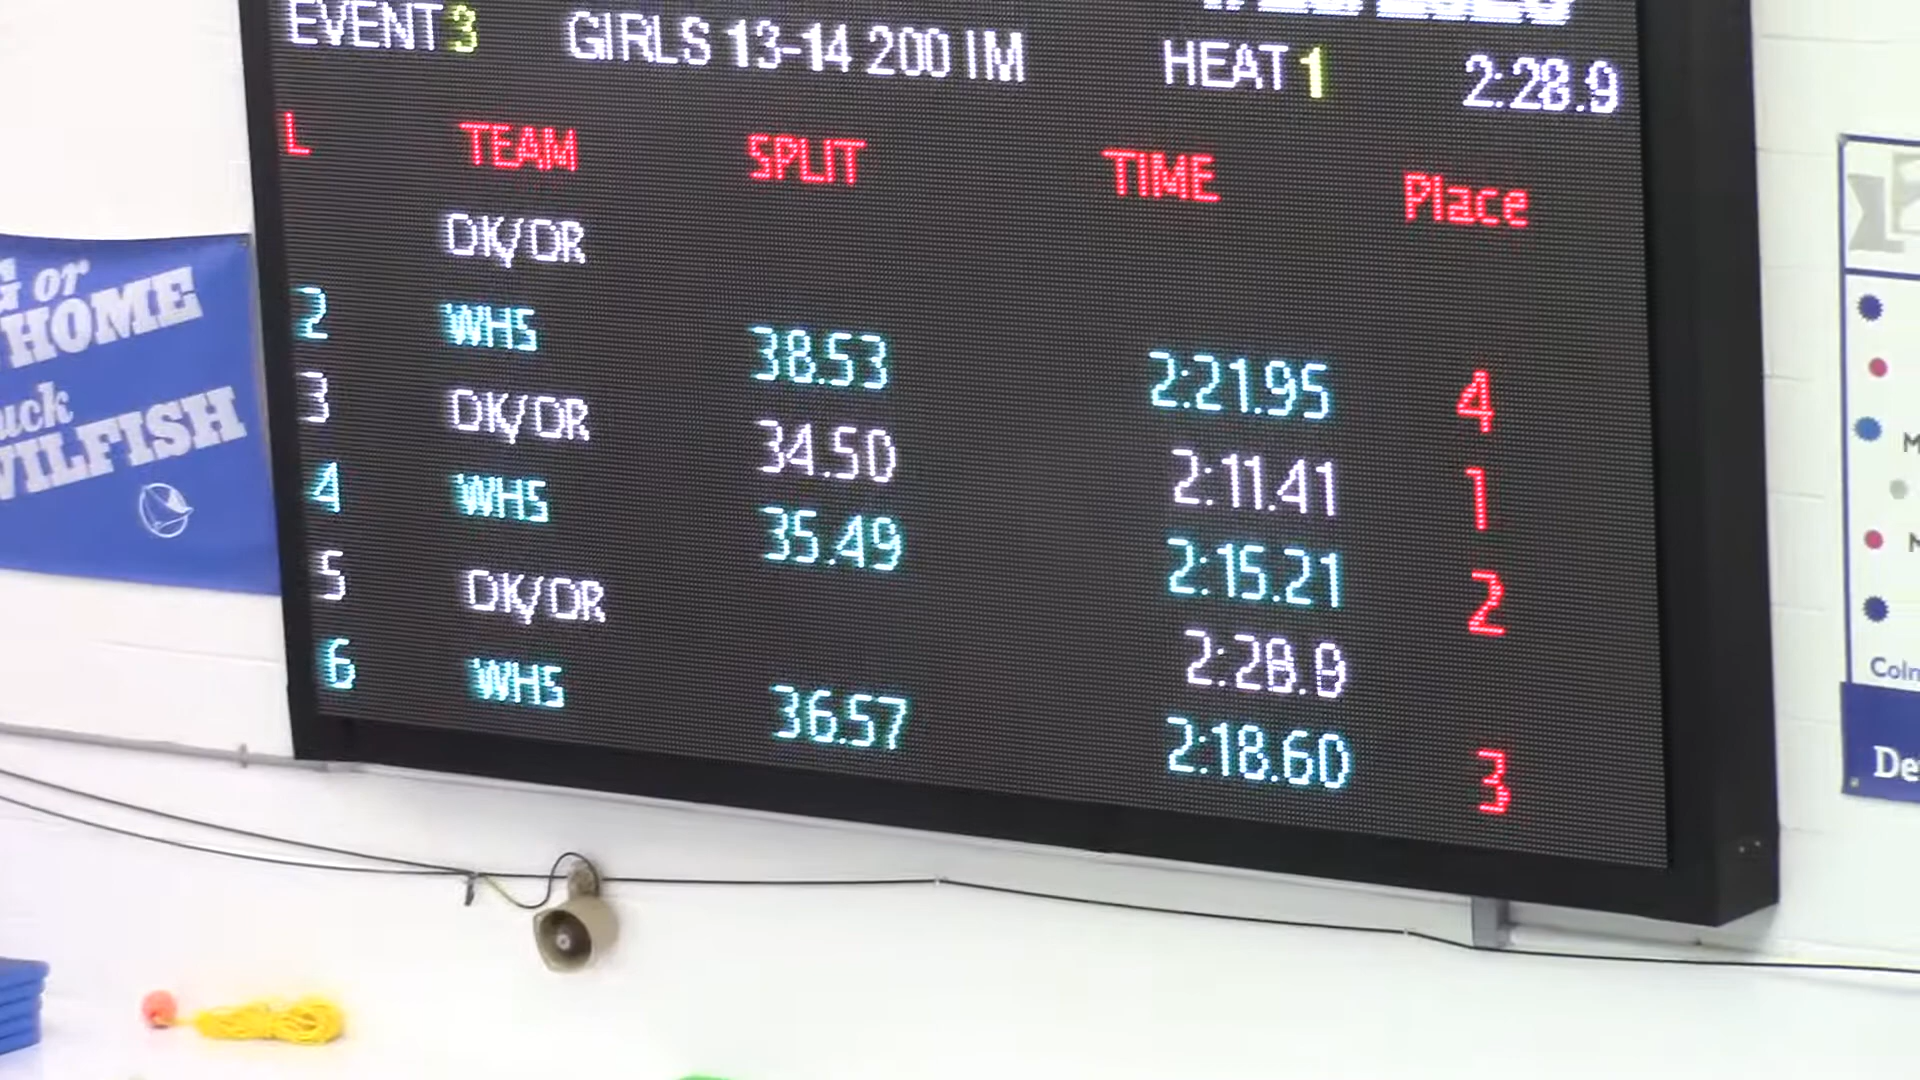 EVENT 3 GIRLS 13-14 200 IM HEAT 1 2:28.9
L TEAM SPLIT TIME Place
DK/DR
2 WHS 38.53 2:21.95 4
3 DK/DR 34.50 2:11.41 1
4 WHS 35.49 2:15.21 2
5 DK/DR 2:28.9
6 WHS 36.57 2:18.60 3
or
HOME
WILFISH